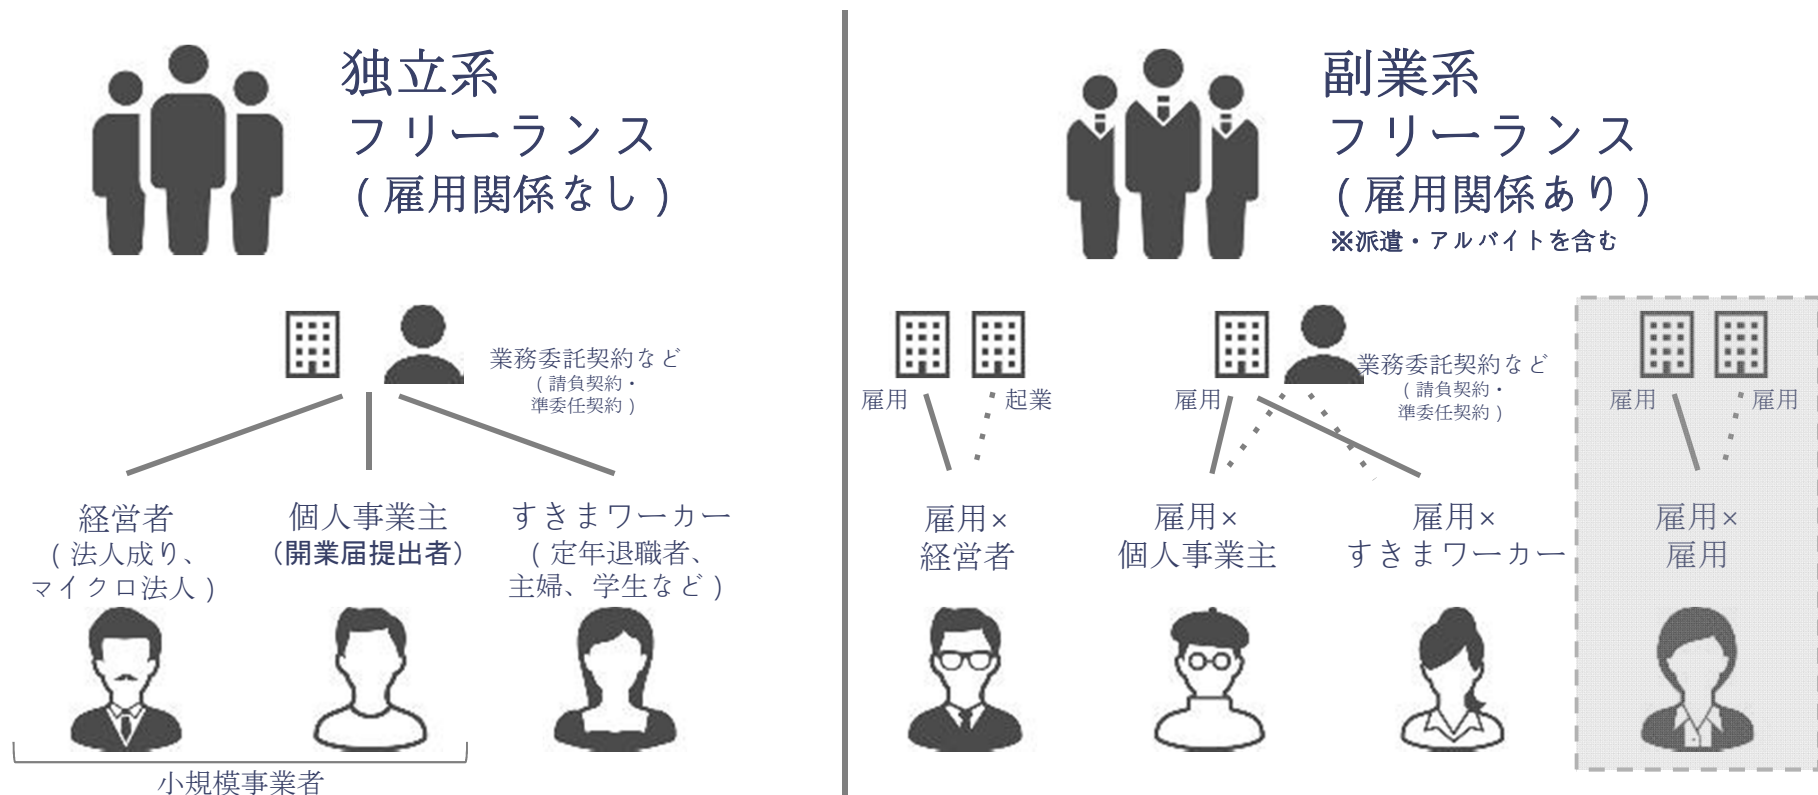 独立系
フリーランス
(雇用関係なし)
業務委託契約など
(請負契約・
準委任契約)
経営者
(法人成り、
マイクロ法人)
個人事業主
(開業届提出者)
すきまワーカー
(定年退職者、
主婦、学生など)
小規模事業者
副業系
フリーランス
(雇用関係あり)
※派遣・アルバイトを含む
雇用
起業
雇用
業務委託契約など
(請負契約・
準委任契約)
雇用
雇用
雇用×
経営者
雇用×
個人事業主
雇用×
すきまワーカー
雇用×
雇用